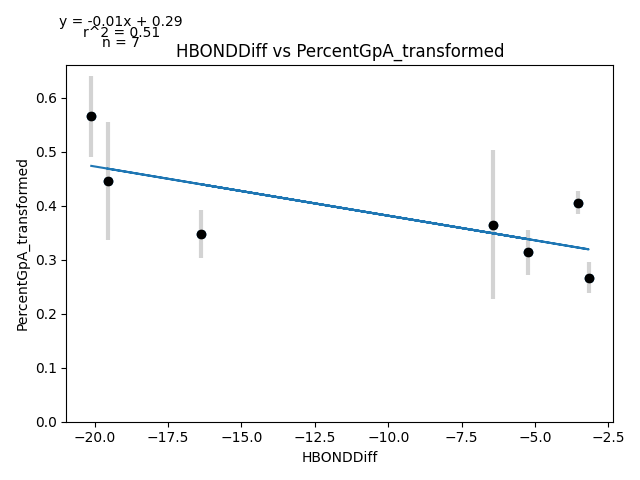 y = -0.01x + 0.29
r^2 = 0.51
n = 7
HBONDDiff vs PercentGpA_transformed
PercentGpA_transformed
0.6
0.5
0.4
0.3
0.2
0.1
0.0
−20.0 −17.5 −15.0 −12.5 −10.0 −7.5 −5.0 −2.5
HBONDDiff